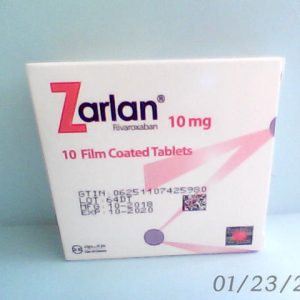 Zarlan®
Rivaroxaban 10 mg
10 Film Coated Tablets
GTIN: 06251107425980
LOT: 64DT
MFG: 10-2018
EXP: 10-2020
01/23/2